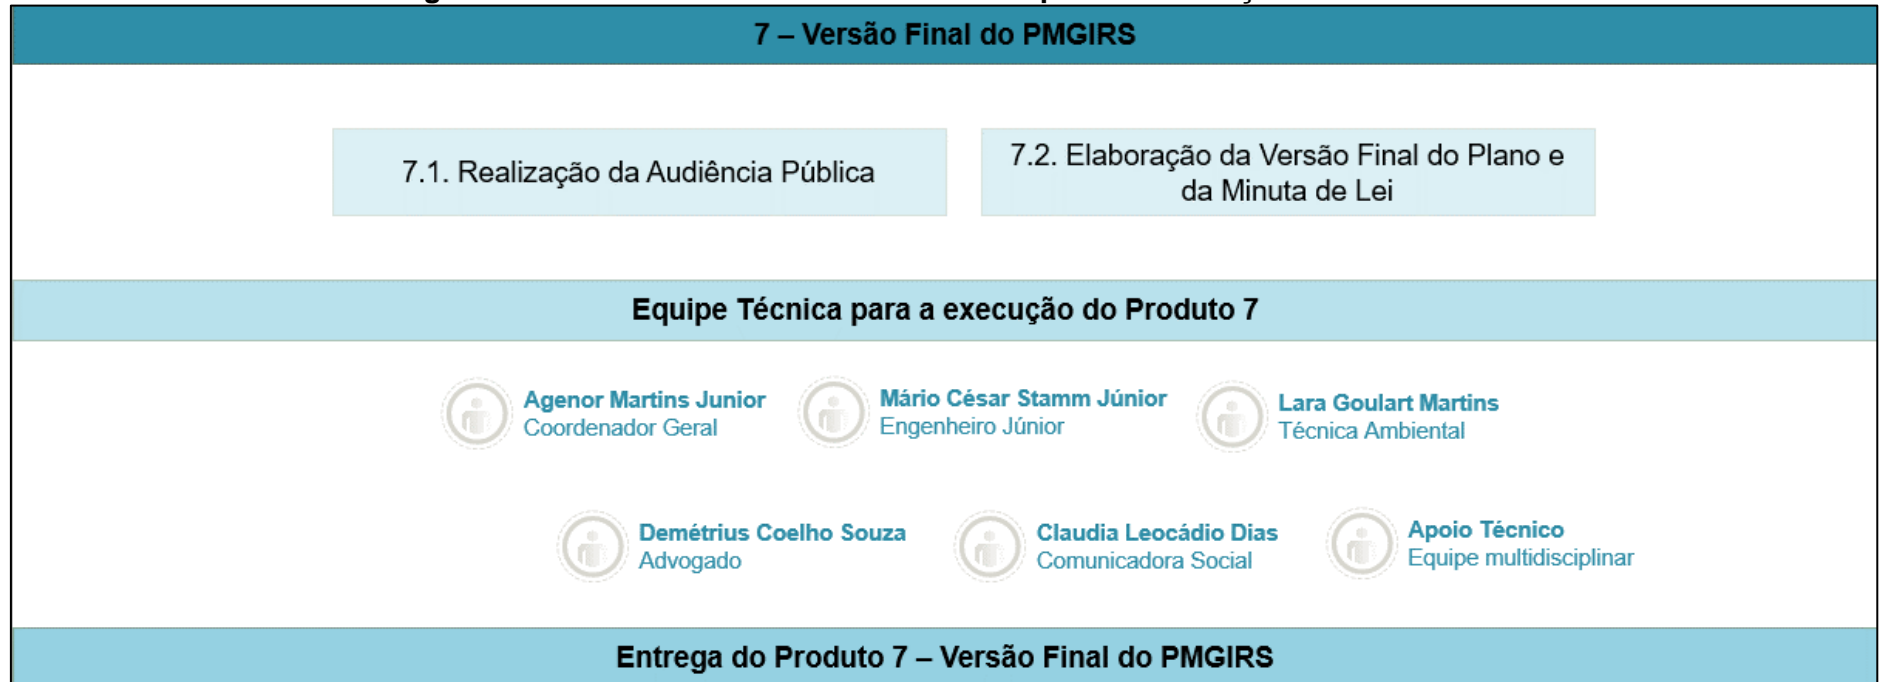 7 – Versão Final do PMGIRS
7.1. Realização da Audiência Pública
7.2. Elaboração da Versão Final do Plano e
da Minuta de Lei
Equipe Técnica para a execução do Produto 7
Agenor Martins Junior
Coordenador Geral
Mário César Stamm Júnior
Engenheiro Júnior
Lara Goulart Martins
Técnica Ambiental
Demétrius Coelho Souza
Advogado
Claudia Leocádio Dias
Comunicadora Social
Apoio Técnico
Equipe multidisciplinar
Entrega do Produto 7 – Versão Final do PMGIRS